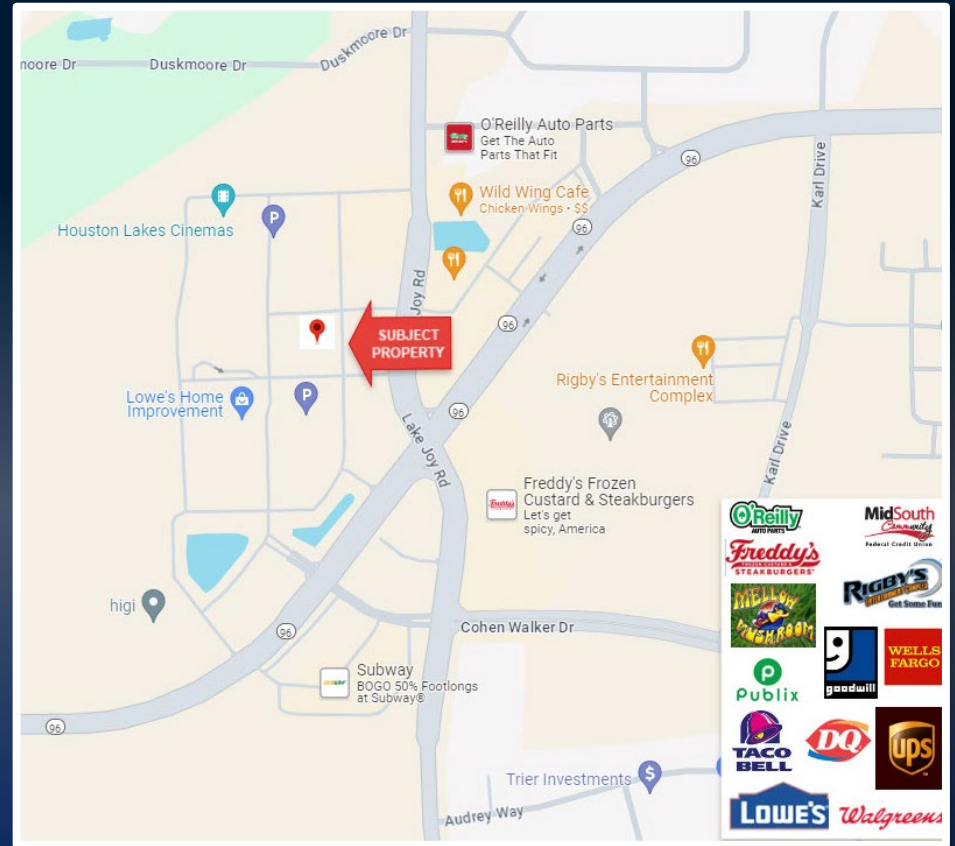 moore Dr
Duskmoore Dr
Duskmoore Dr
O'Reilly Auto Parts
Get The Auto
Parts That Fit
96
Karl Drive
Wild Wing Cafe
Chicken Wings · $$
Houston Lakes Cinemas
P
96
Joy Rd
96
SUBJECT
PROPERTY
Rigby's Entertainment
Complex
Lowe's Home
Improvement
P
96
Lake Joy Rd
Karl Drive
Freddy's
Freddy's Frozen
Custard & Steakburgers
Let's get
spicy, America
higi
96
Cohen Walker Dr
SUBWAY
Subway
BOGO 50% Footlongs
at Subway®
96
Trier Investments
$
Audrey Way
O'Reilly
AUTO PARTS
MidSouth
Community
Federal Credit Union
Freddy's
FROZEN CUSTARD &
STEAKBURGERS
RIGBY'S
ENTERTAINMENT COMPLEX
Get Some Fun
MELLOW
MUSHROOM
Publix
goodwill
WELLS
FARGO
TACO
BELL
DQ
ups
LOWE'S
Walgreens